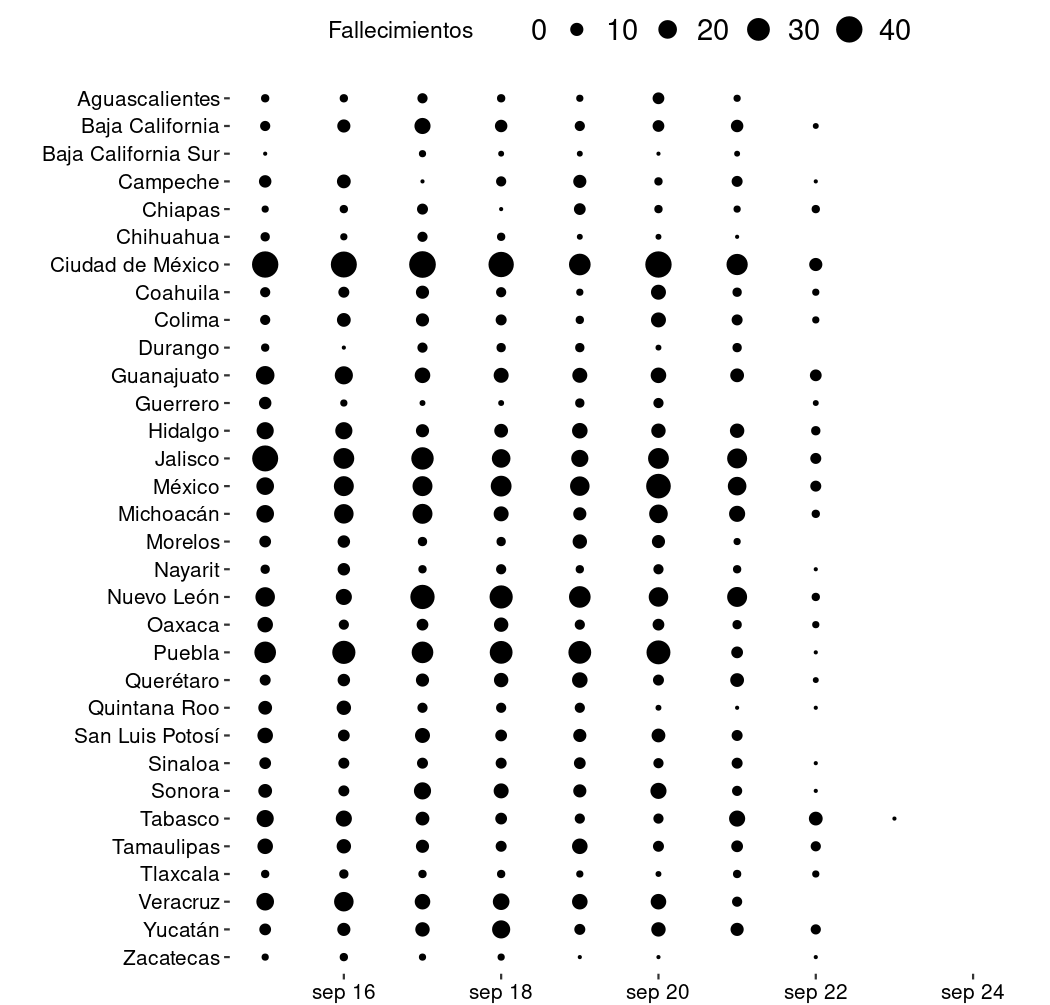 Fallecimientos 0 10 20 30 40
Aguascalientes
Baja California
Baja California Sur
Campeche
Chiapas
Chihuahua
Ciudad de México
Coahuila
Colima
Durango
Guanajuato
Guerrero
Hidalgo
Jalisco
México
Michoacán
Morelos
Nayarit
Nuevo León
Oaxaca
Puebla
Querétaro
Quintana Roo
San Luis Potosí
Sinaloa
Sonora
Tabasco
Tamaulipas
Tlaxcala
Veracruz
Yucatán
Zacatecas
sep 16 sep 18 sep 20 sep 22 sep 24